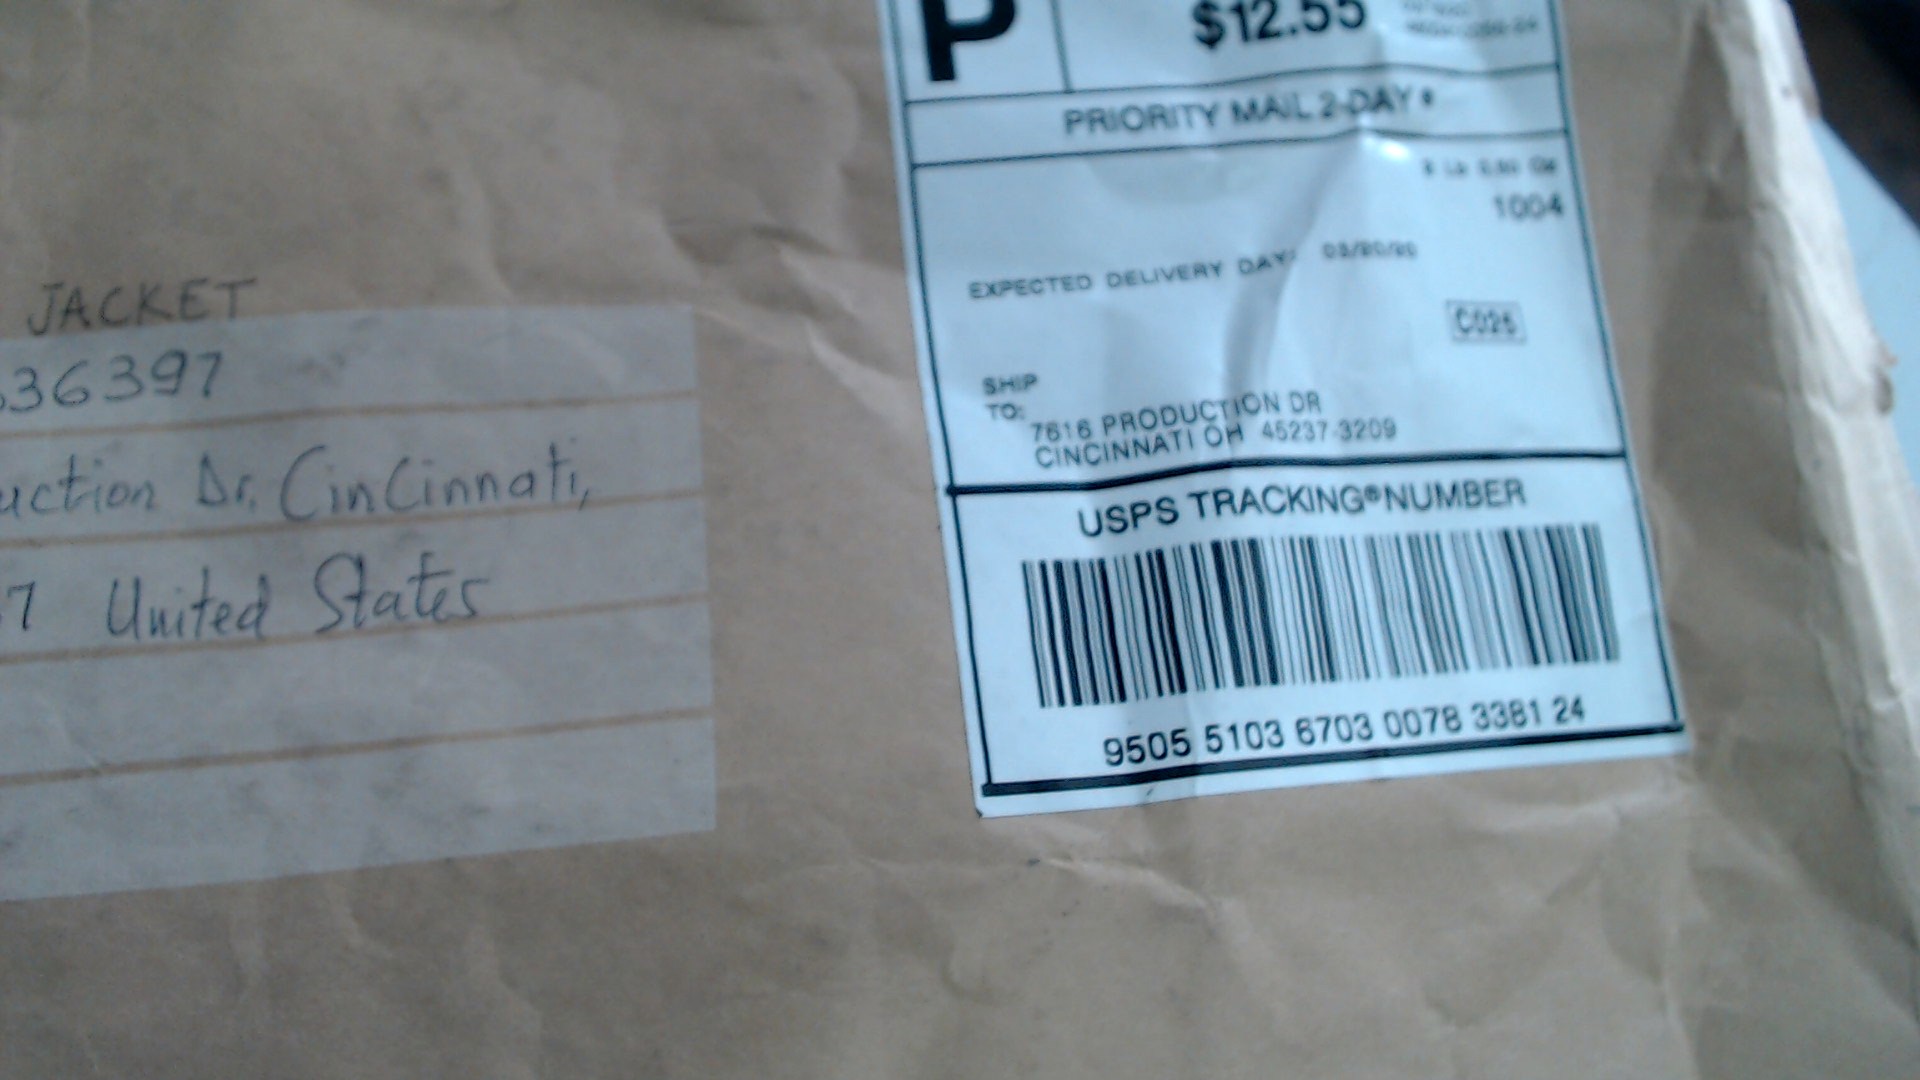 JACKET
36397
uction Dr. Cincinnati,
7 United States
P
$12.55
PRIORITY MAIL 2-DAY
1004
EXPECTED DELIVERY DAY:
C026
SHIP
TO:
7616 PRODUCTION DR
CINCINNATI OH 45237-3209
USPS TRACKING® NUMBER
9505 5103 6703 0078 3381 24